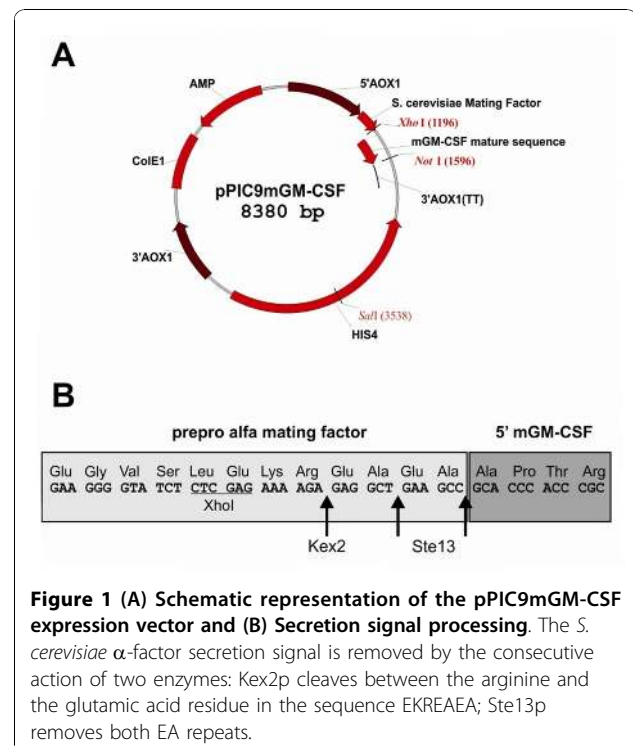 A
AMP
5'AOX1
S. cerevisiae Mating Factor
Xho I (1196)
mGM-CSF mature sequence
Not I (1596)
ColE1
pPIC9mGM-CSF
8380 bp
3'AOX1(TT)
3'AOX1
SalI (3538)
HIS4
B
prepro alfa mating factor 5' mGM-CSF
Glu Gly Val Ser Leu Glu Lys Arg Glu Ala Glu Ala Ala Pro Thr Arg
GAA GGG GTA TCT CTC GAG AAA AGA GAG GCT GAA GCC GCA CCC ACC CGC
XhoI
Kex2 Ste13
Figure 1 (A) Schematic representation of the pPIC9mGM-CSF
expression vector and (B) Secretion signal processing. The S.
cerevisiae α-factor secretion signal is removed by the consecutive
action of two enzymes: Kex2p cleaves between the arginine and
the glutamic acid residue in the sequence EKREAEA; Ste13p
removes both EA repeats.